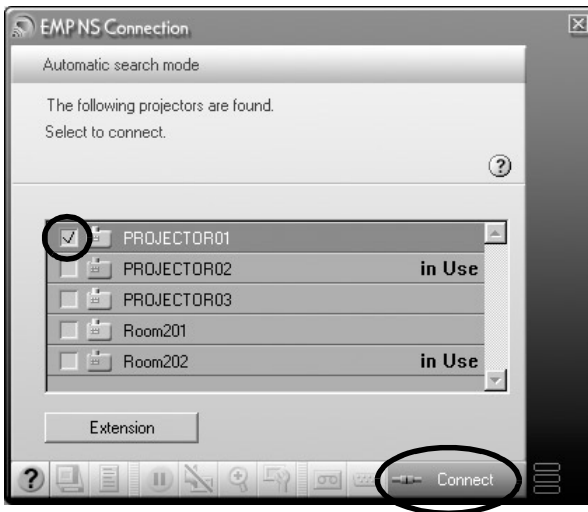 EMP NS Connection
Automatic search mode
The following projectors are found.
Select to connect.
PROJECTOR01
PROJECTOR02 in Use
PROJECTOR03
Room201
Room202 in Use
Extension
Connect